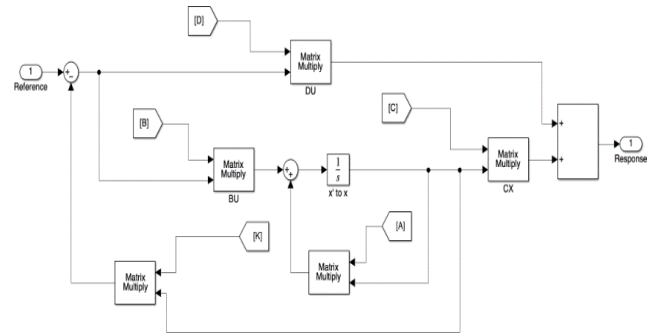 [D]
Matrix
Multiply
DU
1
Reference
+
−
[B]
[C]
Matrix
Multiply
BU
+
+
1
s
x' to x
Matrix
Multiply
CX
+
+
1
Response
[K]
[A]
Matrix
Multiply
Matrix
Multiply